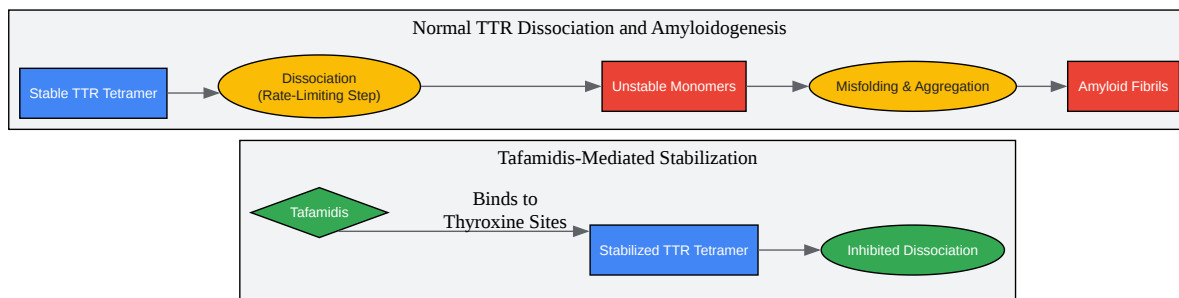 Normal TTR Dissociation and Amyloidogenesis
Stable TTR Tetramer
Dissociation
(Rate-Limiting Step)
Unstable Monomers
Misfolding & Aggregation
Amyloid Fibrils
Tafamidis-Mediated Stabilization
Tafamidis
Binds to
Thyroxine Sites
Stabilized TTR Tetramer
Inhibited Dissociation